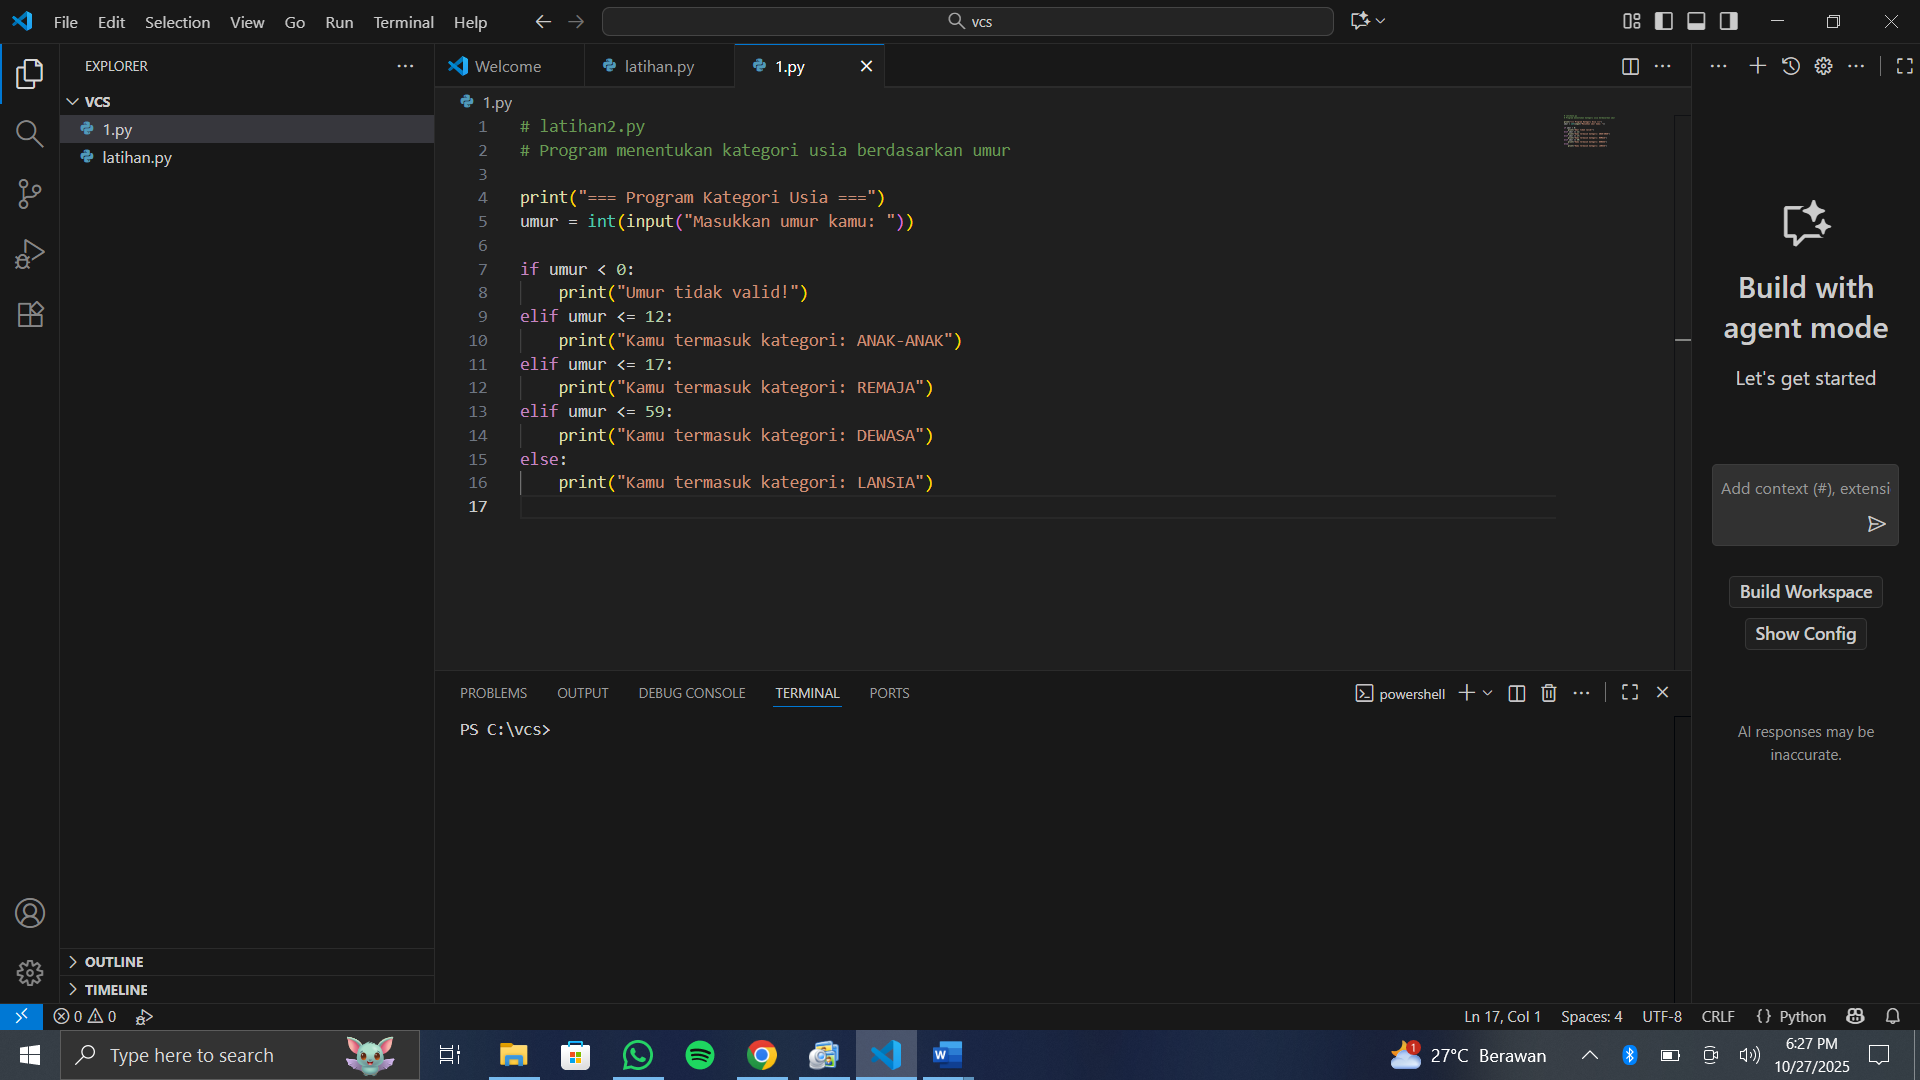 File Edit Selection View Go Run Terminal Help
vcs
EXPLORER
VCS
1.py
latihan.py
OUTLINE
TIMELINE
Welcome
latihan.py
1.py
1.py
1 # latihan2.py
2 # Program menentukan kategori usia berdasarkan umur
3
4 print("=== Program Kategori Usia ===")
5 umur = int(input("Masukkan umur kamu: "))
6
7 if umur < 0:
8     print("Umur tidak valid!")
9 elif umur <= 12:
10     print("Kamu termasuk kategori: ANAK-ANAK")
11 elif umur <= 17:
12     print("Kamu termasuk kategori: REMAJA")
13 elif umur <= 59:
14     print("Kamu termasuk kategori: DEWASA")
15 else:
16     print("Kamu termasuk kategori: LANSIA")
17
PROBLEMS OUTPUT DEBUG CONSOLE TERMINAL PORTS
powershell
PS C:\vcs>
Build with
agent mode
Let's get started
Add context (#), extensi
Build Workspace
Show Config
AI responses may be
inaccurate.
0 0
Ln 17, Col 1 Spaces: 4 UTF-8 CRLF {} Python
Type here to search
W
1
27°C Berawan
6:27 PM
10/27/2025